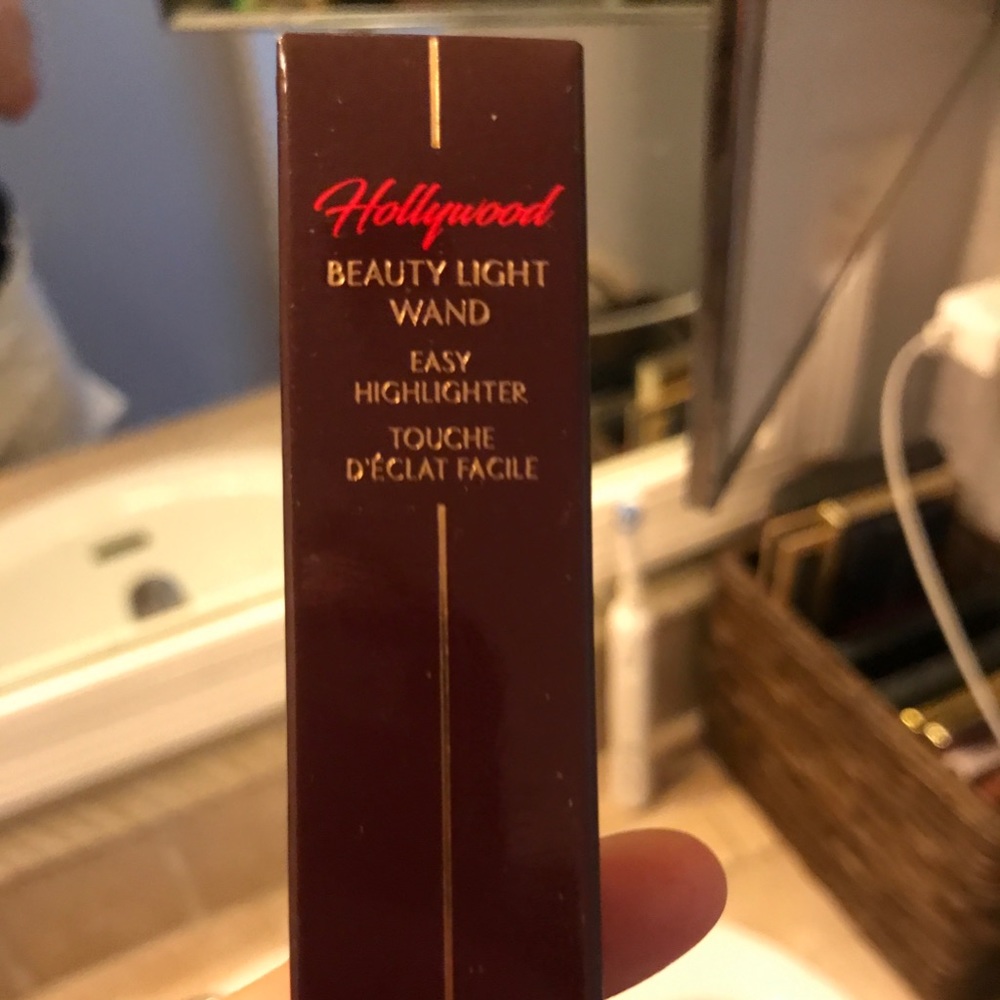 Hollywood
BEAUTY LIGHT
WAND
EASY
HIGHLIGHTER
TOUCHE
D'ÉCLAT FACILE